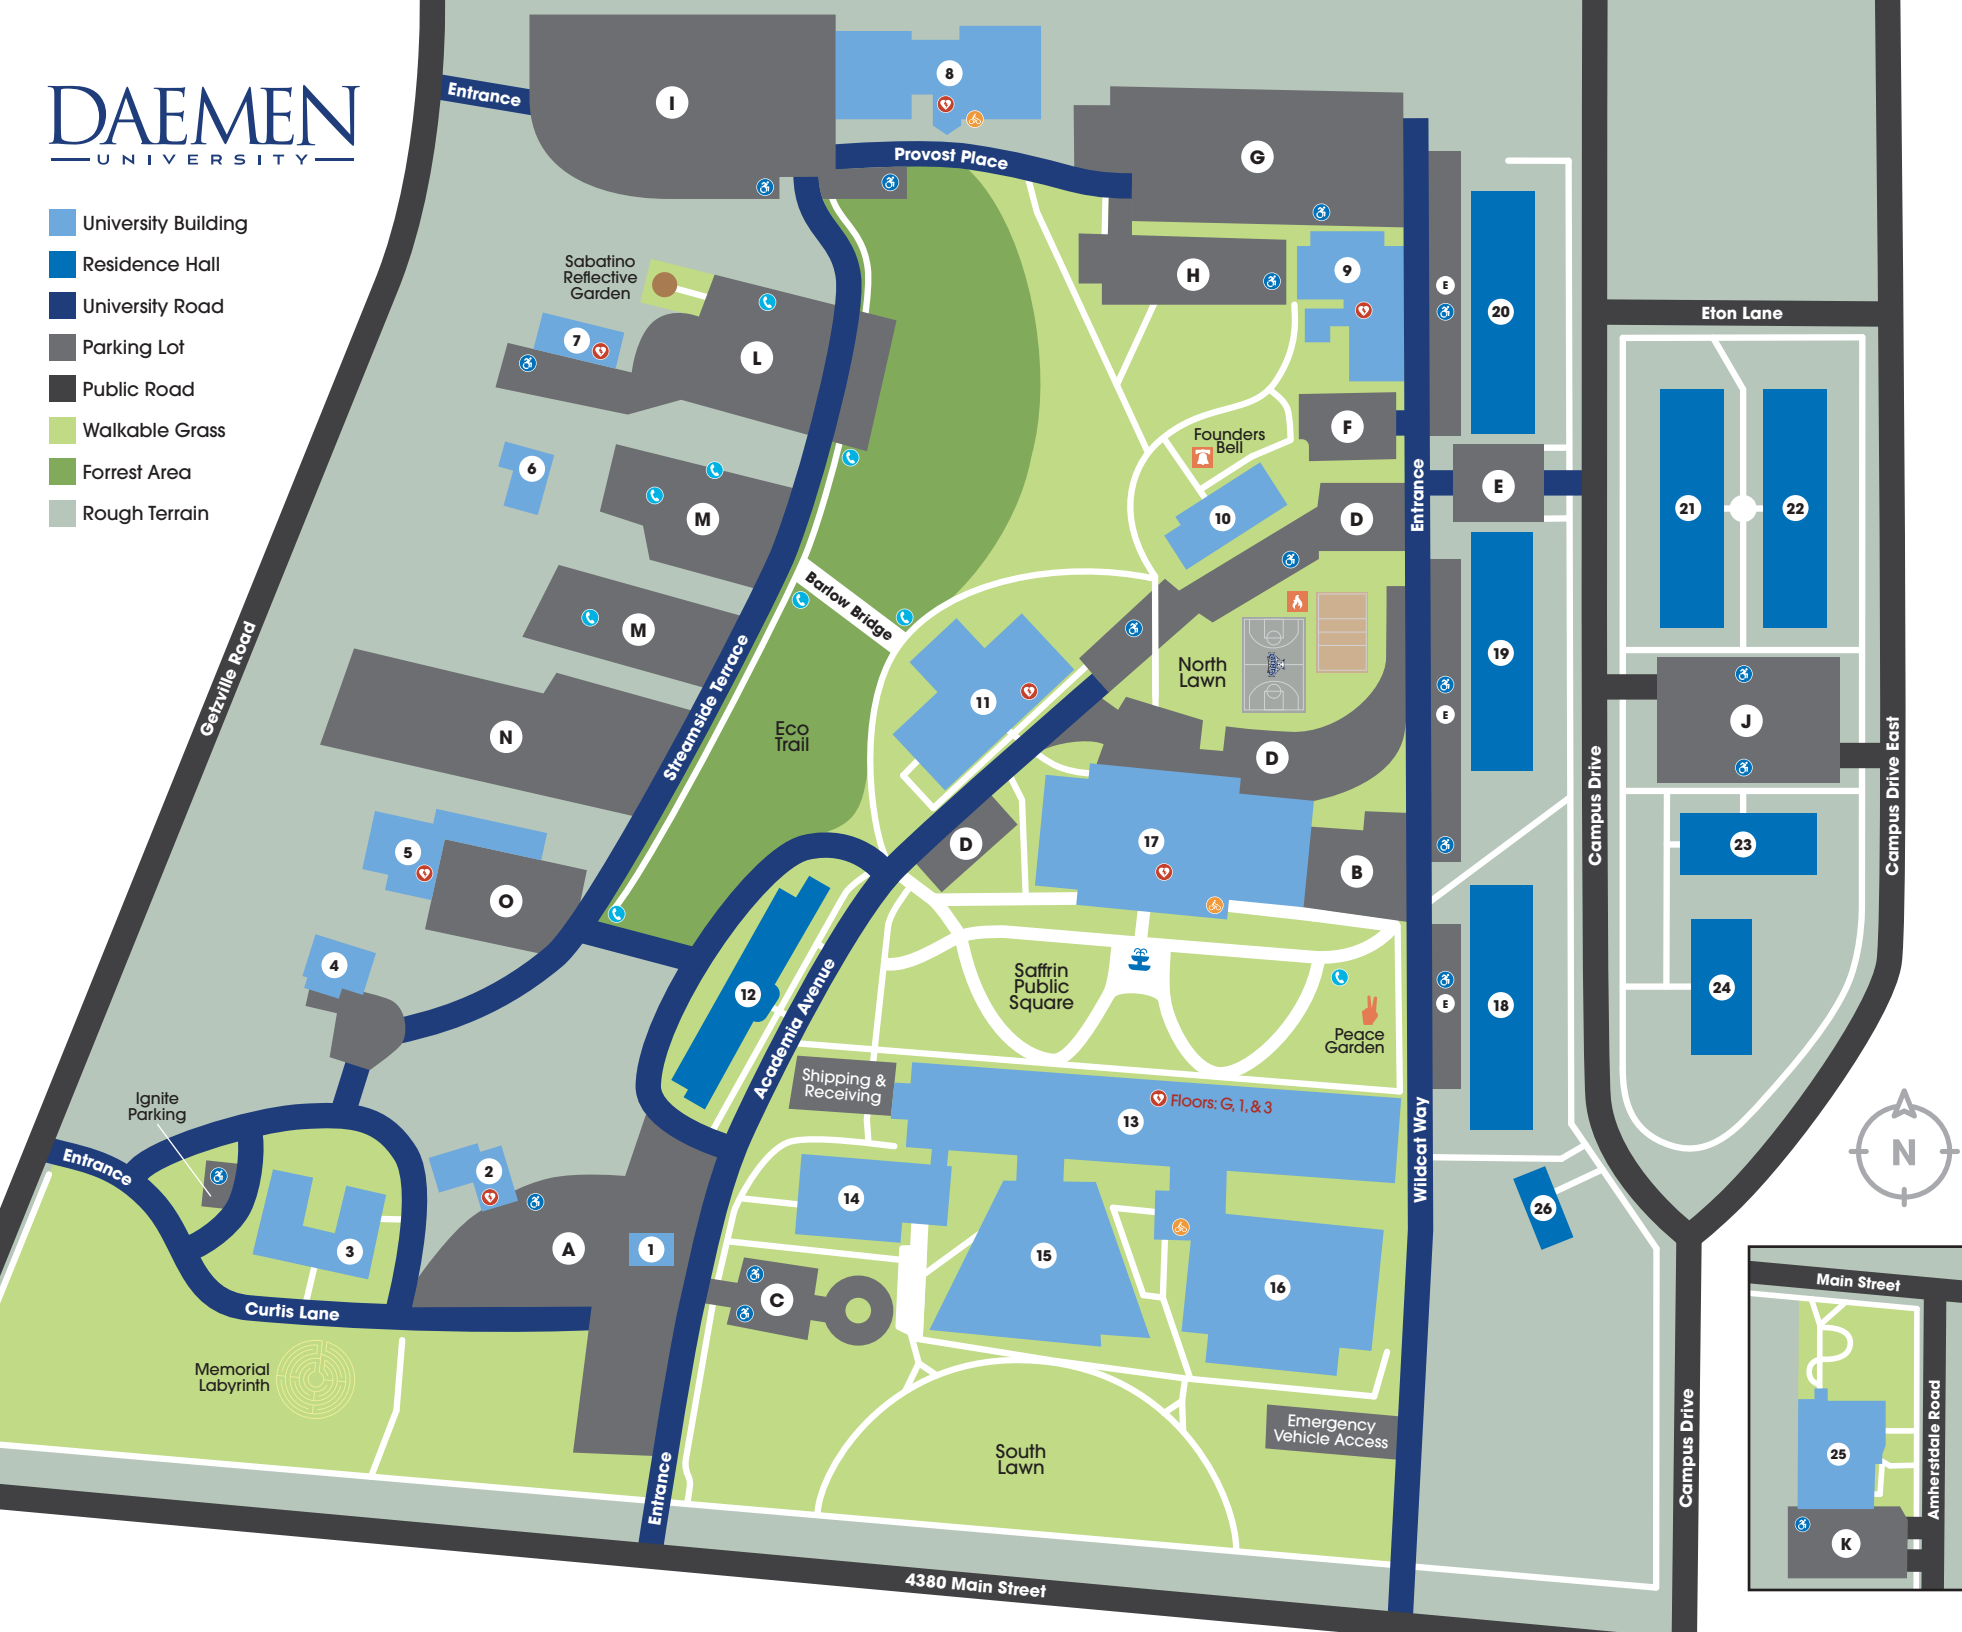 DAEMEN
UNIVERSITY
University Building
Residence Hall
University Road
Parking Lot
Public Road
Walkable Grass
Forrest Area
Rough Terrain
Entrance
I
8
Provost Place
G
Sabatino
Reflective
Garden
H
9
E
20
Eton Lane
7
L
F
Founders
Bell
6
M
10
D
Entrance
E
21
22
Barlow Bridge
M
Getzville Road
Streamside Terrace
11
North
Lawn
19
E
N
Eco
Trail
D
J
Campus Drive
Campus Drive East
5
O
D
17
B
23
4
12
Saffrin
Public
Square
Peace
Garden
E
18
24
Academia Avenue
Shipping &
Receiving
Floors: G, 1, & 3
13
Ignite
Parking
Entrance
2
14
Wildcat Way
N
26
3
A
1
15
16
C
Curtis Lane
Memorial
Labyrinth
Emergency
Vehicle Access
South
Lawn
Entrance
4380 Main Street
Campus Drive
Main Street
Amherstdale Road
25
K